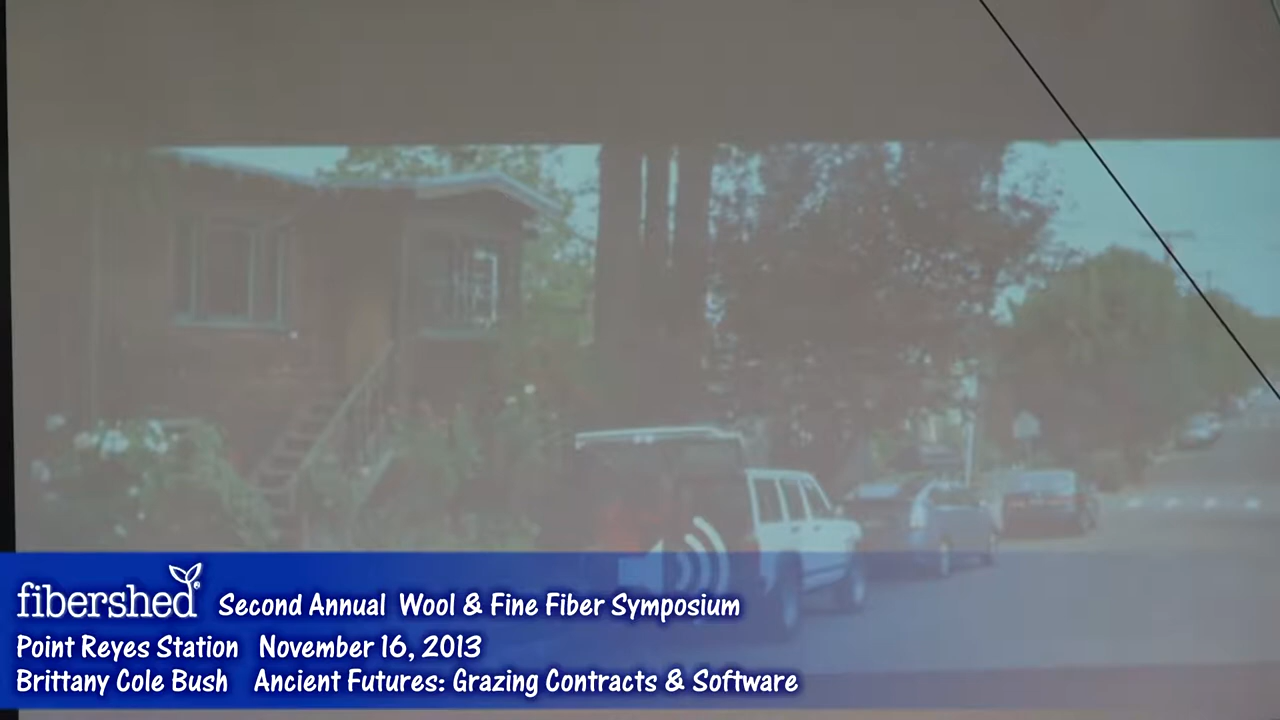 fibershed® Second Annual Wool & Fine Fiber Symposium
Point Reyes Station November 16, 2013
Brittany Cole Bush Ancient Futures: Grazing Contracts & Software